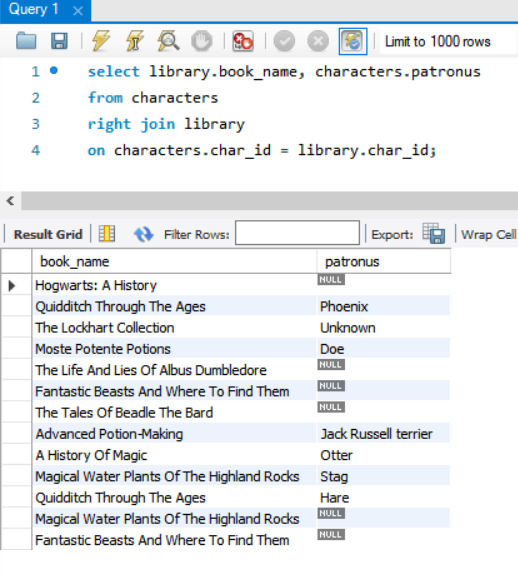 Query 1 ×
Limit to 1000 rows
1 select library.book_name, characters.patronus
2 from characters
3 right join library
4 on characters.char_id = library.char_id;
Result Grid Filter Rows: Export: Wrap Cell
book_name patronus
Hogwarts: A History NULL
Quidditch Through The Ages Phoenix
The Lockhart Collection Unknown
Moste Potente Potions Doe
The Life And Lies Of Albus Dumbledore NULL
Fantastic Beasts And Where To Find Them NULL
The Tales Of Beadle The Bard NULL
Advanced Potion-Making Jack Russell terrier
A History Of Magic Otter
Magical Water Plants Of The Highland Rocks Stag
Quidditch Through The Ages Hare
Magical Water Plants Of The Highland Rocks NULL
Fantastic Beasts And Where To Find Them NULL